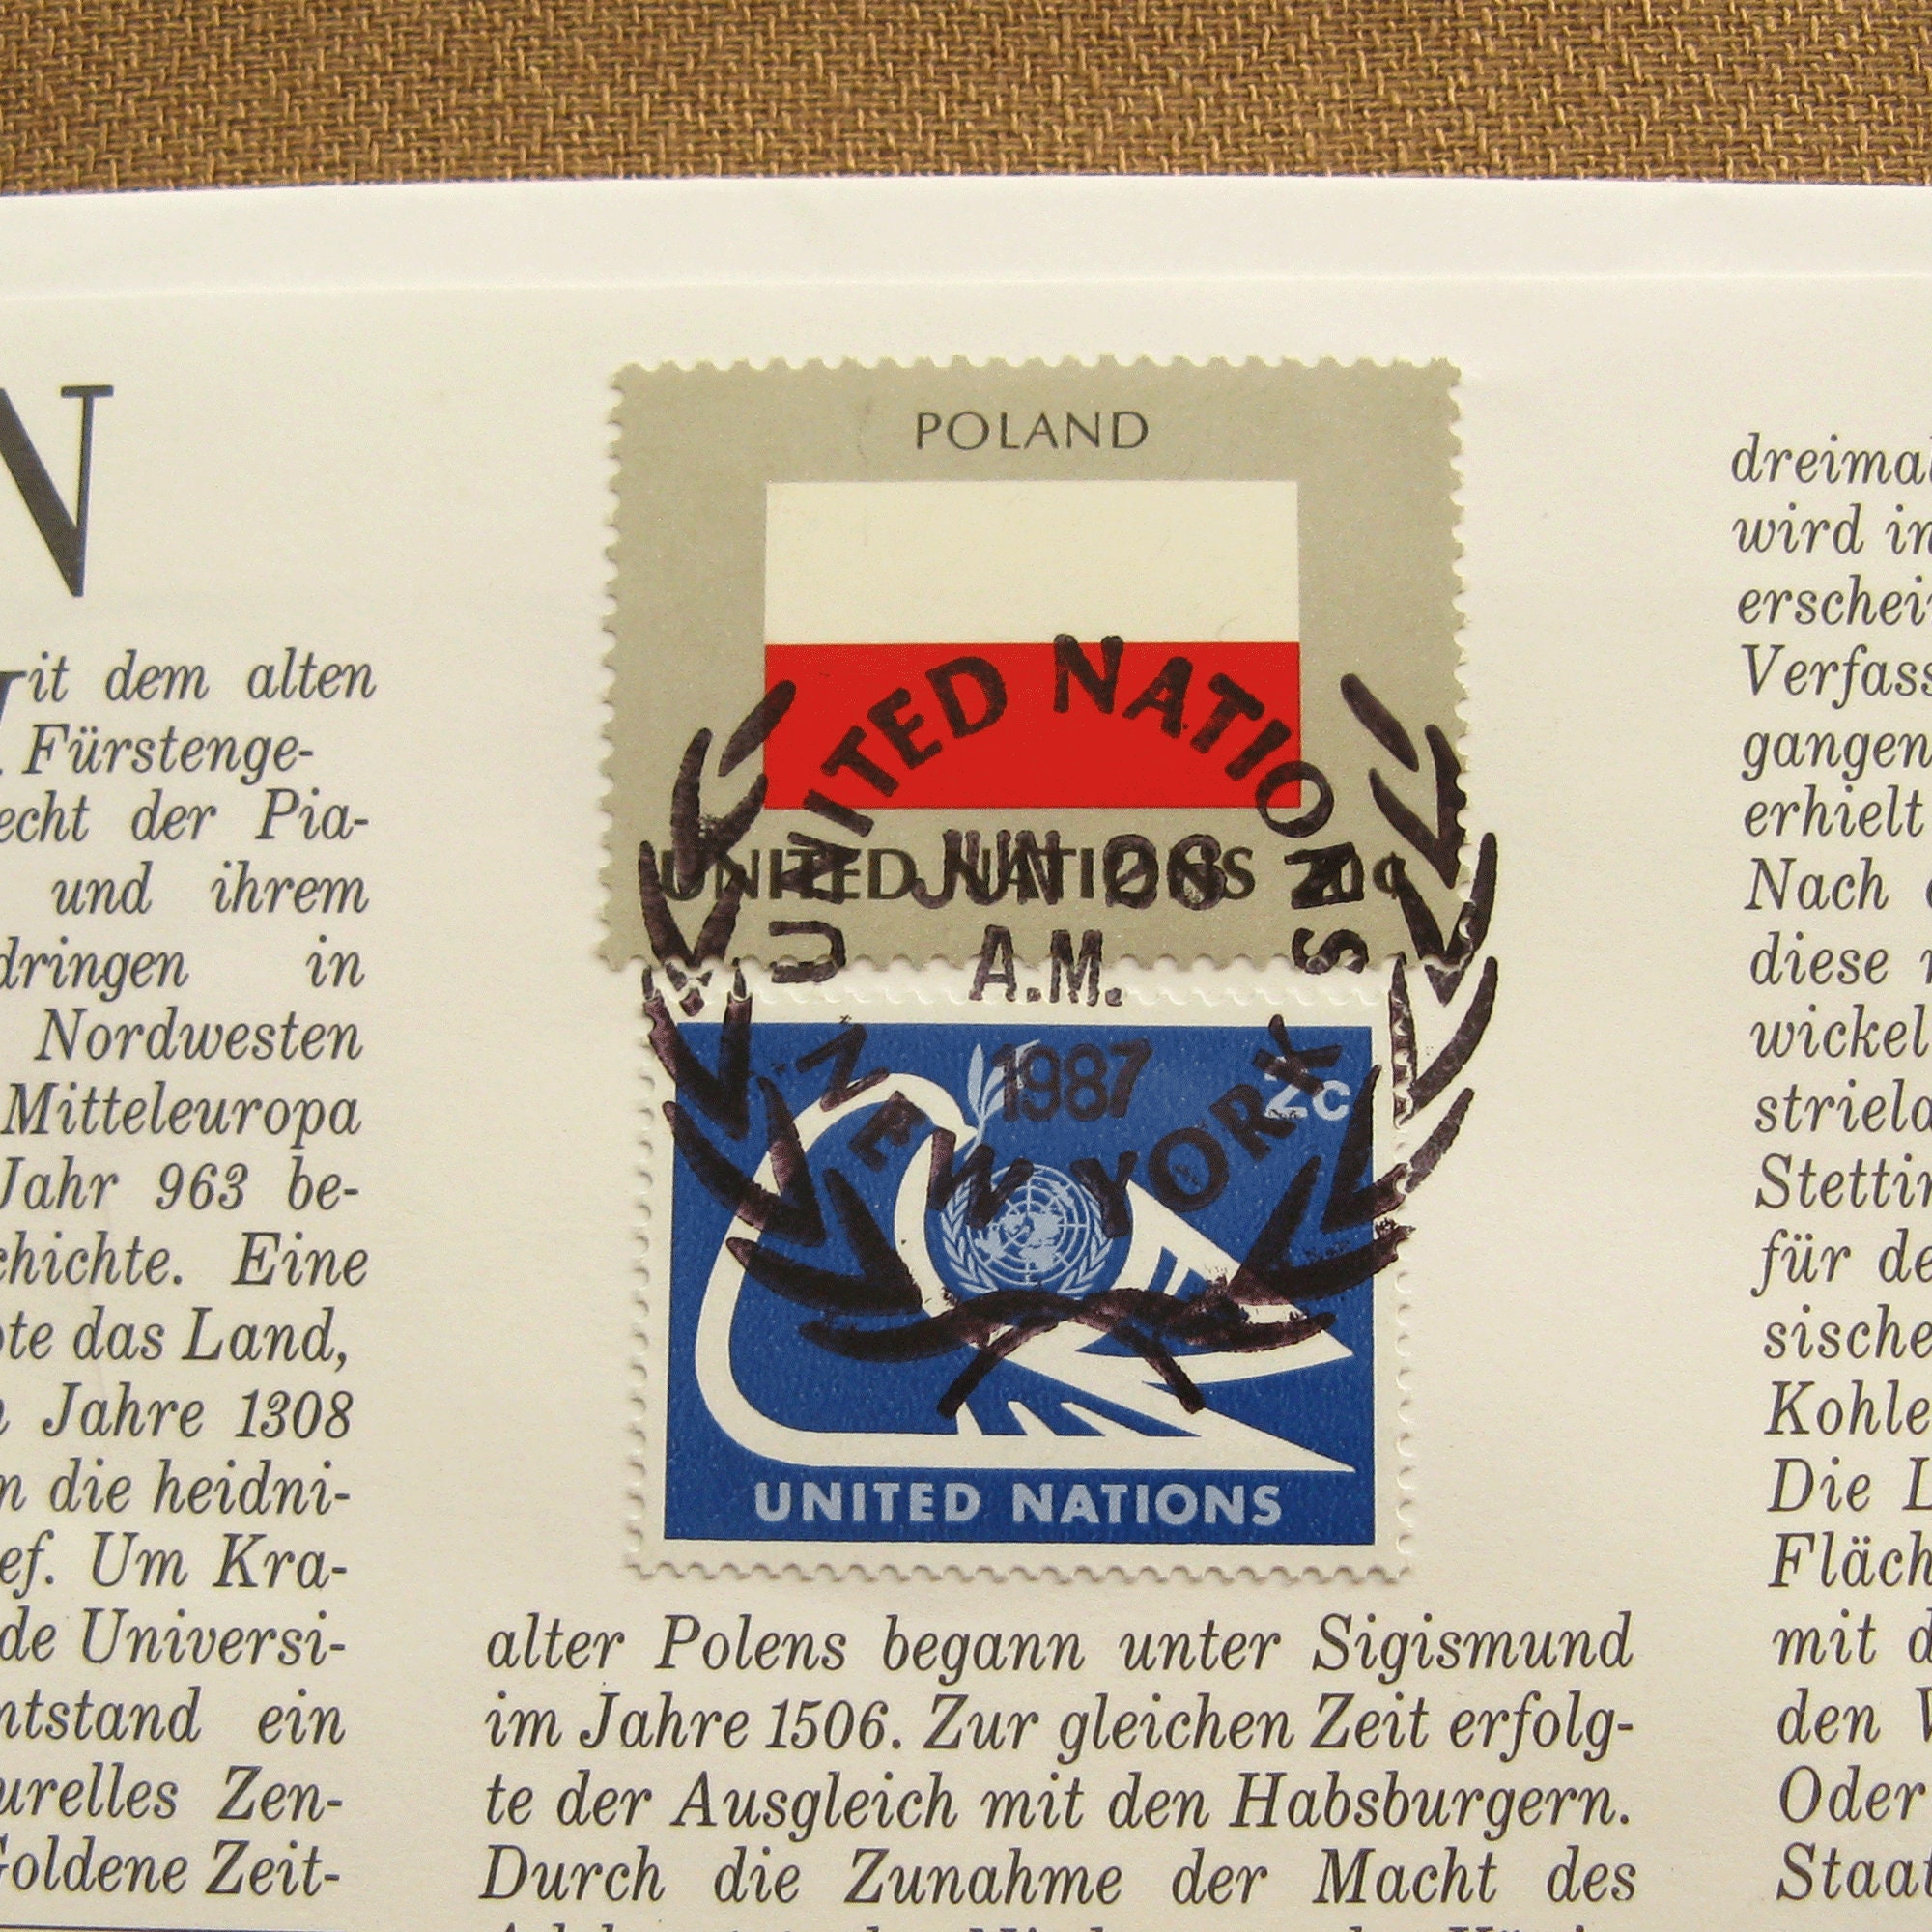 N
it dem alten
Fürstenge-
echt der Pia-
und ihrem
dringen in
Nordwesten
Mitteleuropa
Jahr 963 be-
chichte. Eine
te das Land,
Jahre 1308
n die heidni-
ef. Um Kra-
de Universi-
ntstand ein
urelles Zen-
Goldene Zeit-
POLAND
UNITED NATIONS 20c
UNITED NATIONS
JUN 26
A.M.
1987
NEW YORK
2c
UNITED NATIONS
alter Polens begann unter Sigismund
im Jahre 1506. Zur gleichen Zeit erfolg-
te der Ausgleich mit den Habsburgern.
Durch die Zunahme der Macht des
dreimal
wird in
erschei
Verfass
gangen
erhielt
Nach
diese
wickel
striela
Stettin
für de
sische
Kohle
Die L
Fläch
mit d
den
Oder
Staat